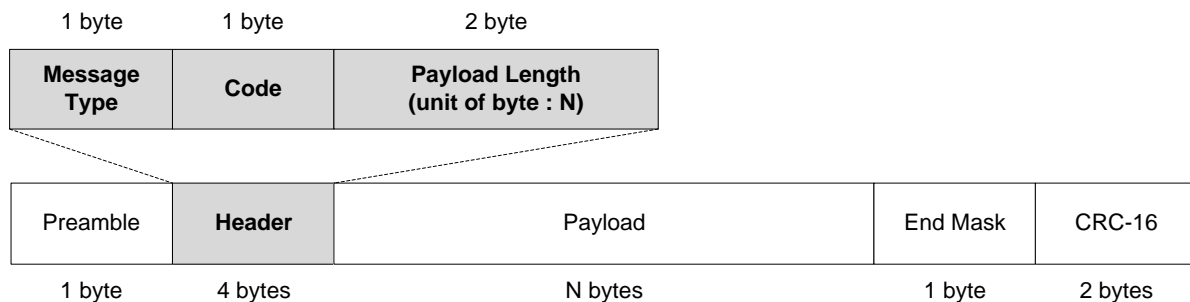 1 byte 1 byte 2 byte
Message Type Code Payload Length
(unit of byte : N)
Preamble Header Payload End Mask CRC-16
1 byte 4 bytes N bytes 1 byte 2 bytes